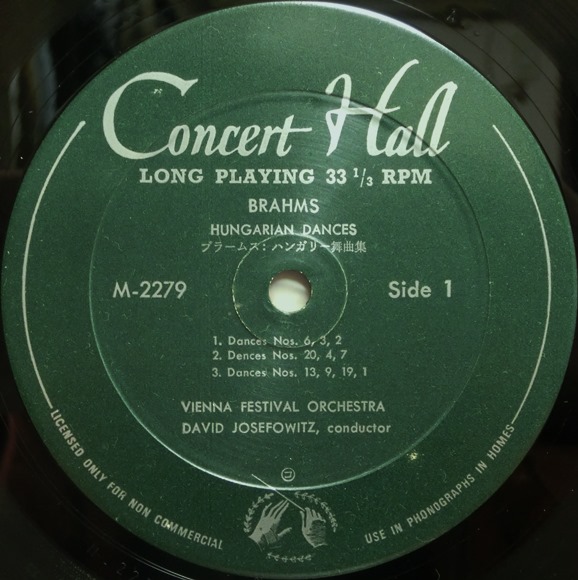 Concert Hall
LONG PLAYING 33 1/3 RPM
BRAHMS
HUNGARIAN DANCES
ブラームス：ハンガリー舞曲集
M-2279
Side 1
1. Dances Nos. 6, 3, 2
2. Dences Nos. 20, 4, 7
3. Dances Nos. 13, 9, 19, 1
VIENNA FESTIVAL ORCHESTRA
DAVID JOSEFOWITZ, conductor
コ
LICENSED ONLY FOR NON COMMERCIAL
USE IN PHONOGRAPHS IN HOMES